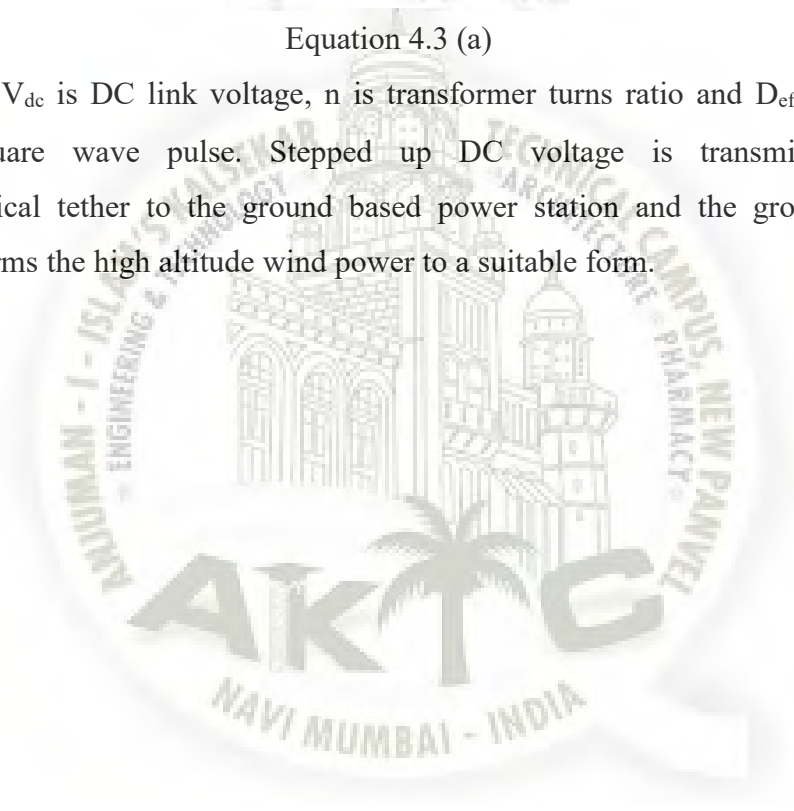 Equation 4.3 (a)
V_dc is DC link voltage, n is transformer turns ratio and D_ef
uare wave pulse. Stepped up DC voltage is transmi
ical tether to the ground based power station and the gro
rms the high altitude wind power to a suitable form.
ANJUMAN - I - ISLAM'S KALSEKAR TECHNICAL CAMPUS, NEW PANVEL
ENGINEERING & TECHNOLOGY ARCHITECTURE PHARMACY
AKTC
NAVI MUMBAI - INDIA